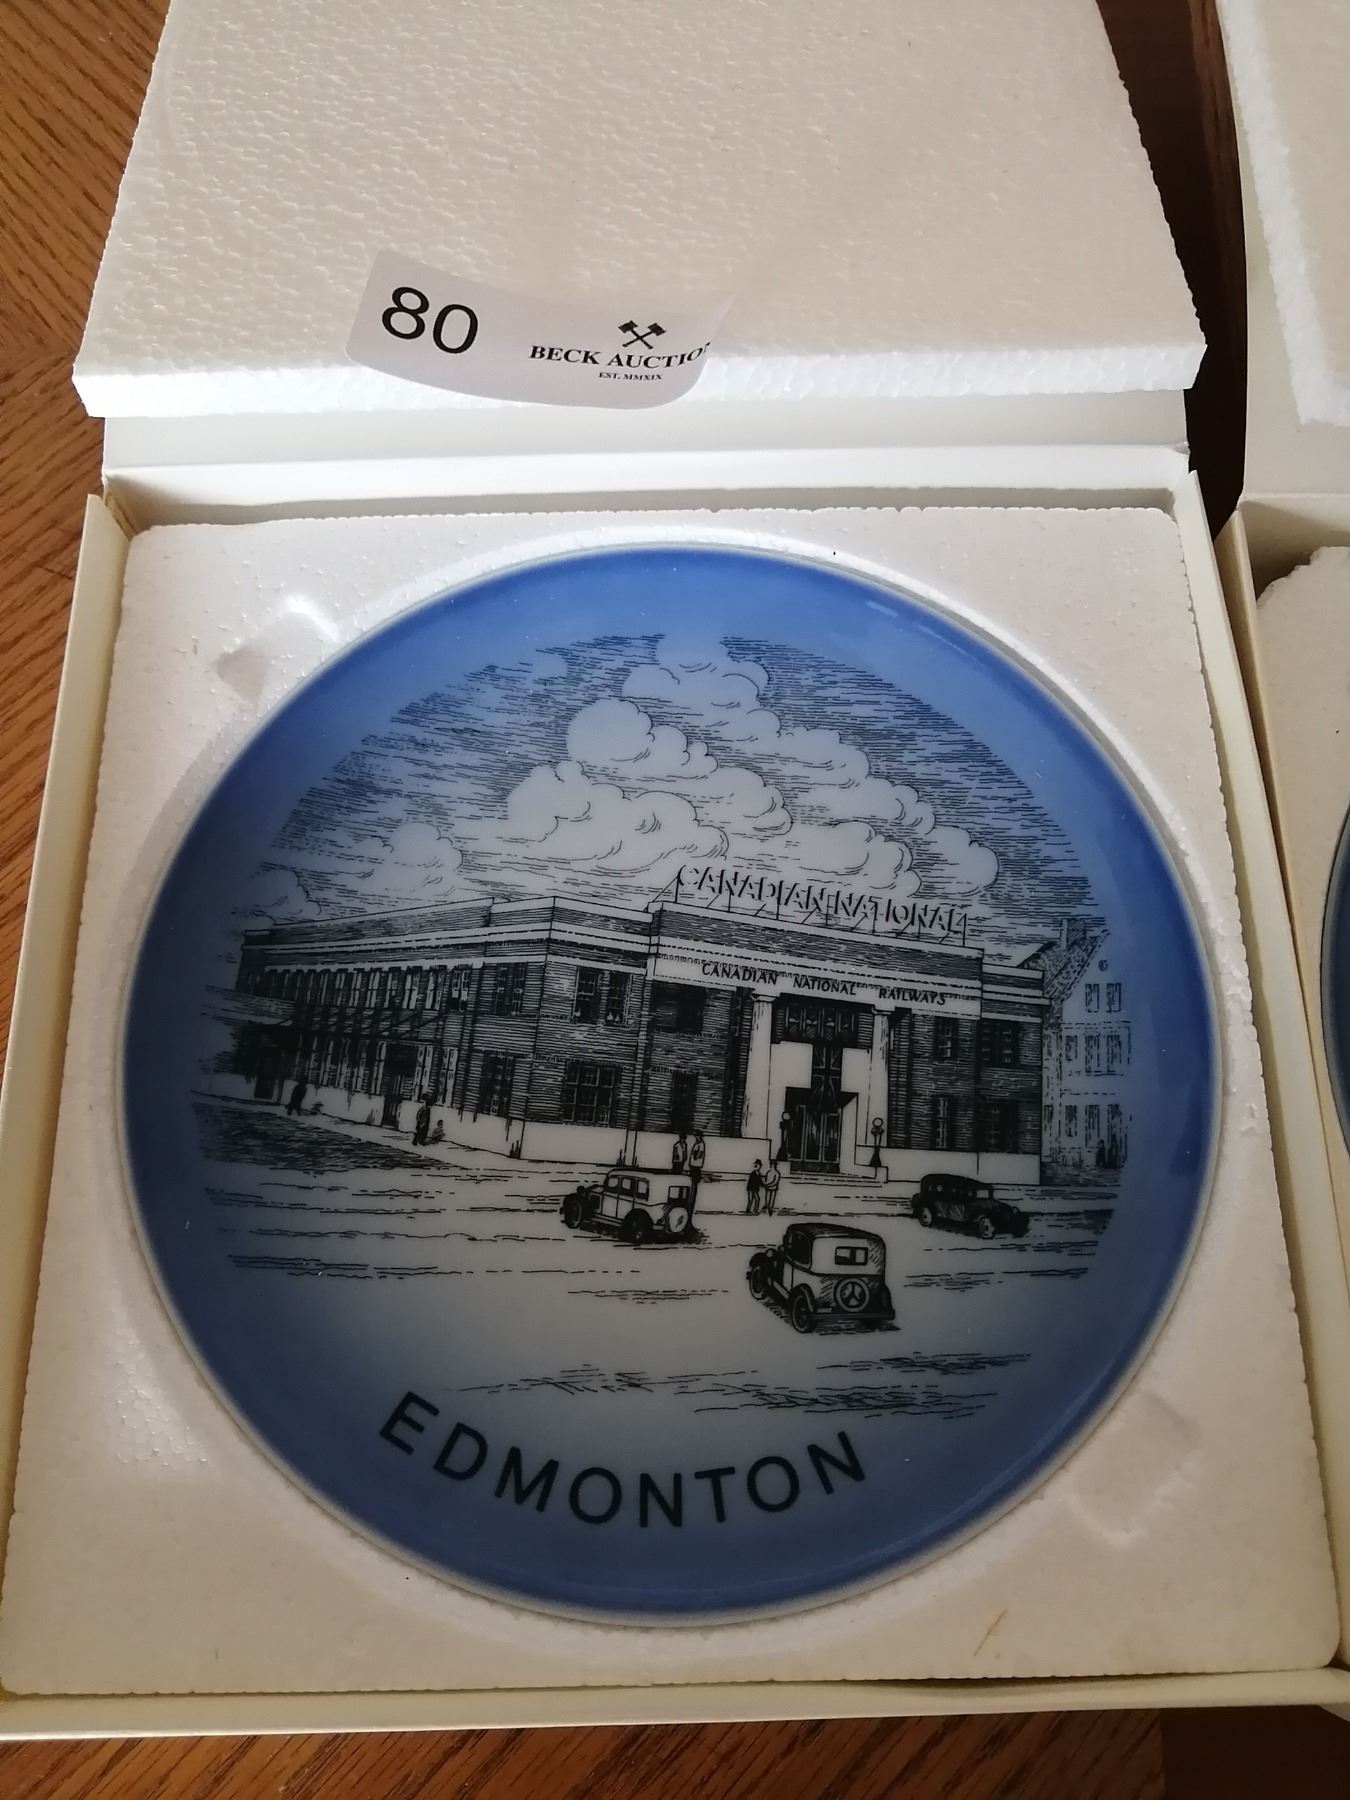 80
BECK AUCTIO
EST. MMXIX
CANADIAN NATIONAL
CANADIAN NATIONAL RAILWAYS
EDMONTON